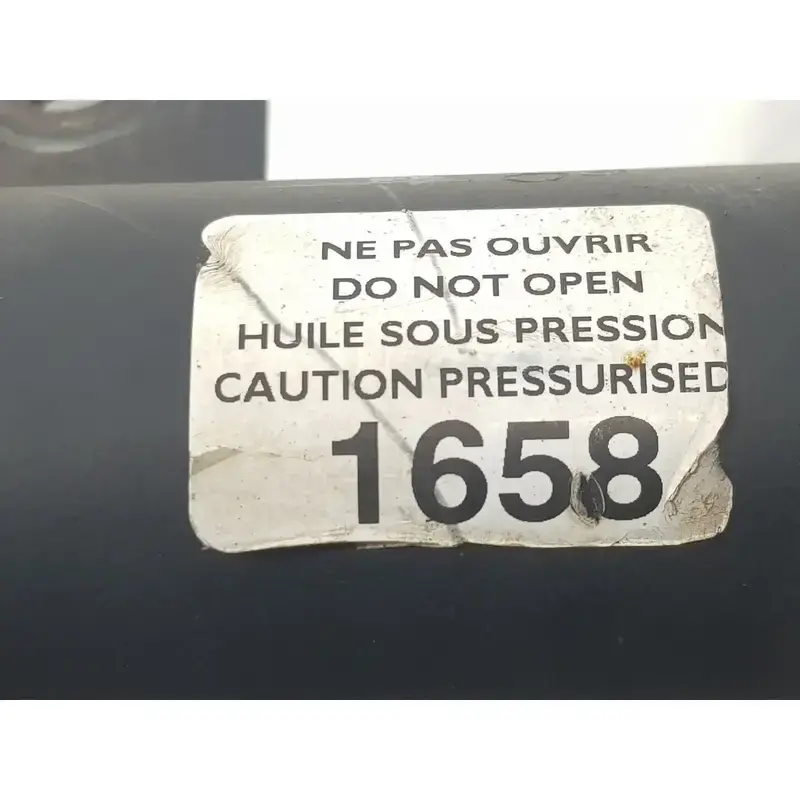 NE PAS OUVRIR
DO NOT OPEN
HUILE SOUS PRESSION
CAUTION PRESSURISED
1658